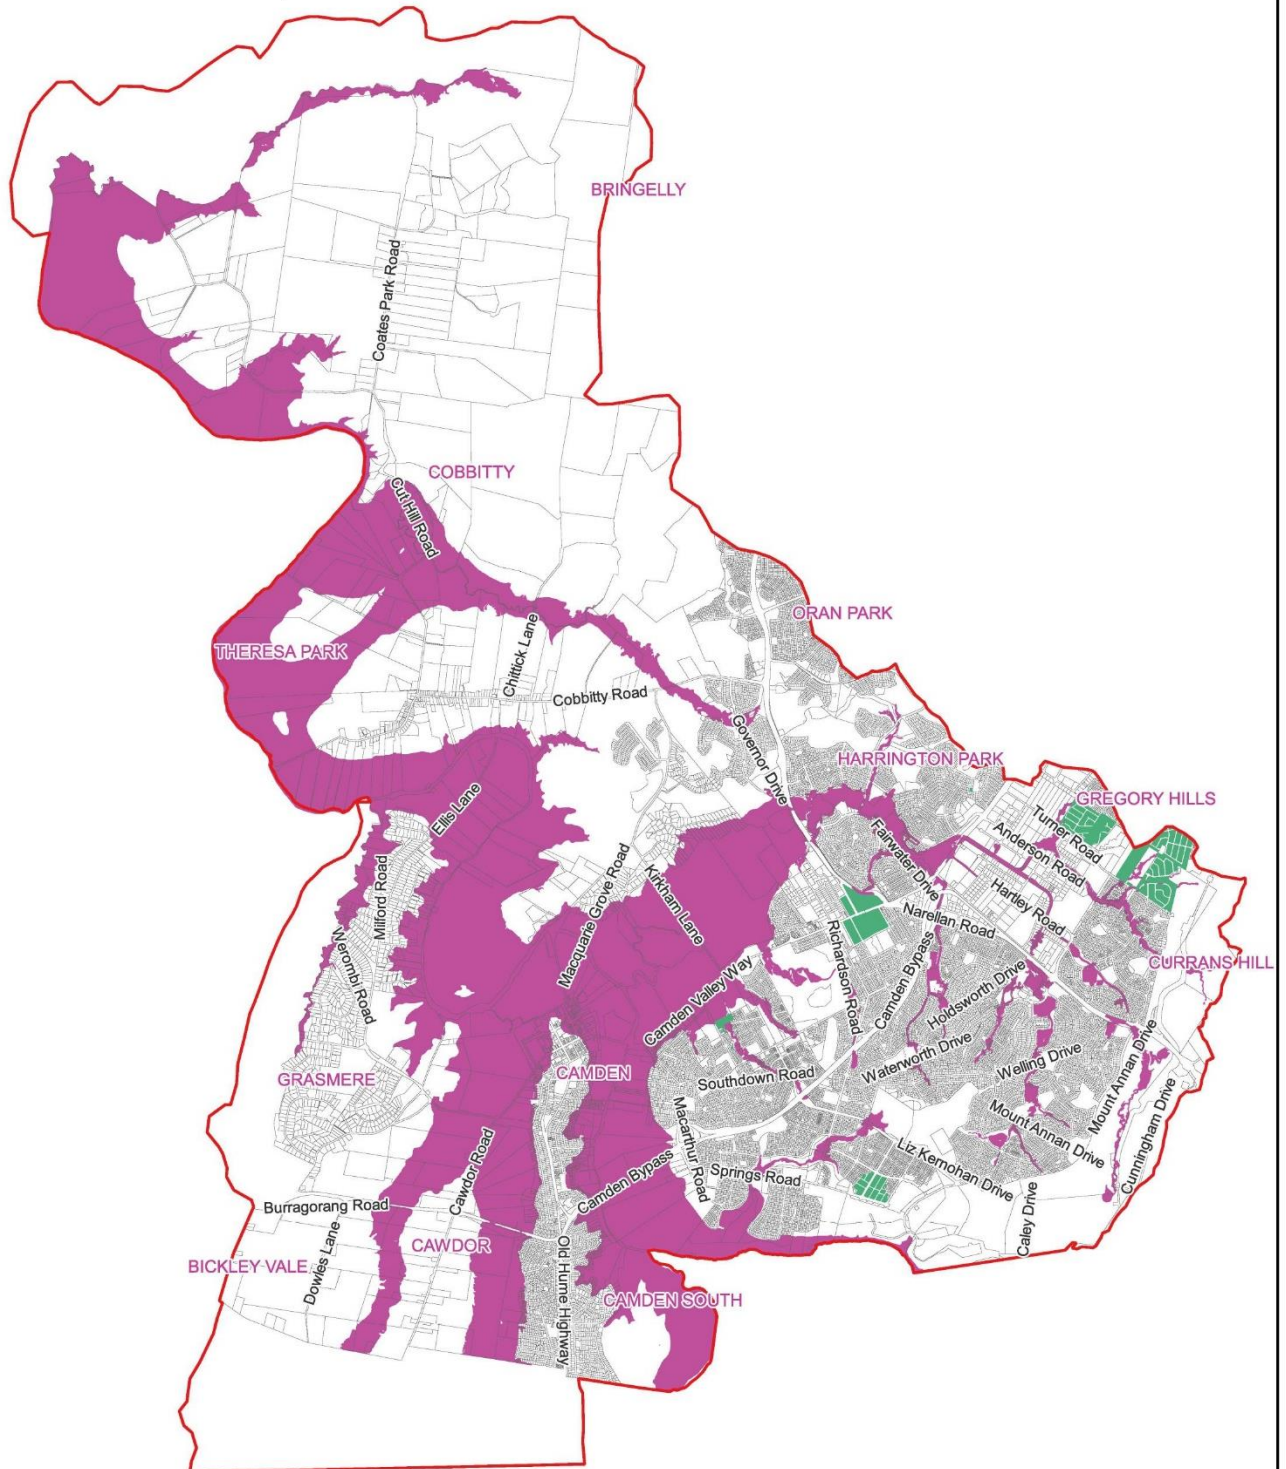 BRINGELLY
Coates Park Road
COBBITTY
Cut Hill Road
ORAN PARK
THERESA PARK
Chittick Lane
Cobbitty Road
Governor Drive
HARRINGTON PARK
GREGORY HILLS
Turner Road
Anderson Road
Ellis Lane
Fairwater Drive
Hartley Road
Milford Road
Macquarie Grove Road
Kirkham Lane
Narellan Road
Werombi Road
Richardson Road
Camden Bypass
CURRANS HILL
Camden Valley Way
Holdsworth Drive
Waterworth Drive
Welling Drive
GRASMERE
CAMDEN
Southdown Road
Mount Annan Drive
Macarthur Road
Mount Annan Drive
Cunningham Drive
Cawdor Road
Camden Bypass
Springs Road
Liz Kernohan Drive
Burragorang Road
Caley Drive
BICKLEY VALE
Dowles Lane
CAWDOR
Old Hume Highway
CAMDEN SOUTH